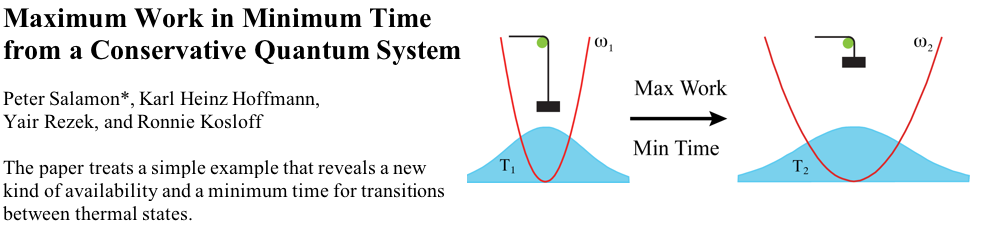 Maximum Work in Minimum Time
from a Conservative Quantum System
Peter Salamon*, Karl Heinz Hoffmann,
Yair Rezek, and Ronnie Kosloff
The paper treats a simple example that reveals a new
kind of availability and a minimum time for transitions
between thermal states.
ω₁
T₁
Max Work
Min Time
ω₂
T₂